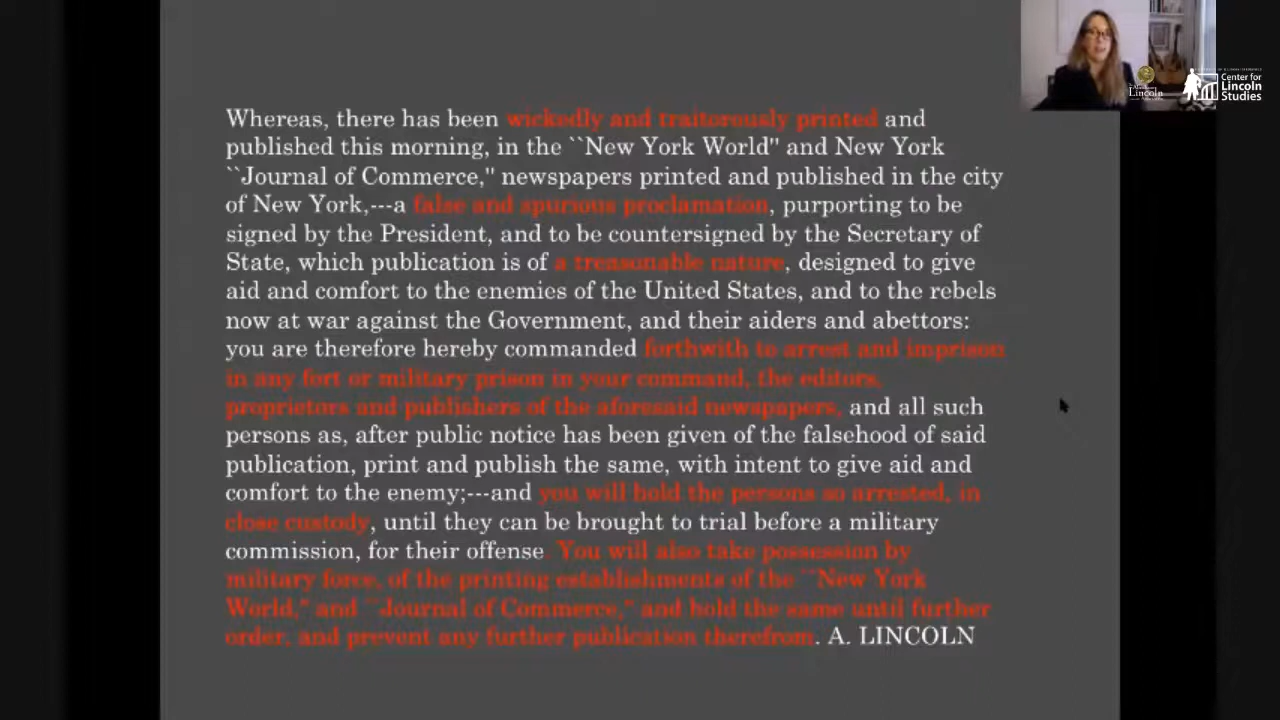 Whereas, there has been wickedly and traitorously printed and
published this morning, in the ``New York World'' and New York
``Journal of Commerce,'' newspapers printed and published in the city
of New York,---a false and spurious proclamation, purporting to be
signed by the President, and to be countersigned by the Secretary of
State, which publication is of a treasonable nature, designed to give
aid and comfort to the enemies of the United States, and to the rebels
now at war against the Government, and their aiders and abettors:
you are therefore hereby commanded forthwith to arrest and imprison
in any fort or military prison in your command, the editors,
proprietors and publishers of the aforesaid newspapers, and all such
persons as, after public notice has been given of the falsehood of said
publication, print and publish the same, with intent to give aid and
comfort to the enemy;---and you will hold the persons so arrested, in
close custody, until they can be brought to trial before a military
commission, for their offense. You will also take possession by
military force, of the printing establishments of the ``New York
World,'' and ``Journal of Commerce,'' and hold the same until further
order, and prevent any further publication therefrom. A. LINCOLN
Lincoln
Center for
Lincoln
Studies